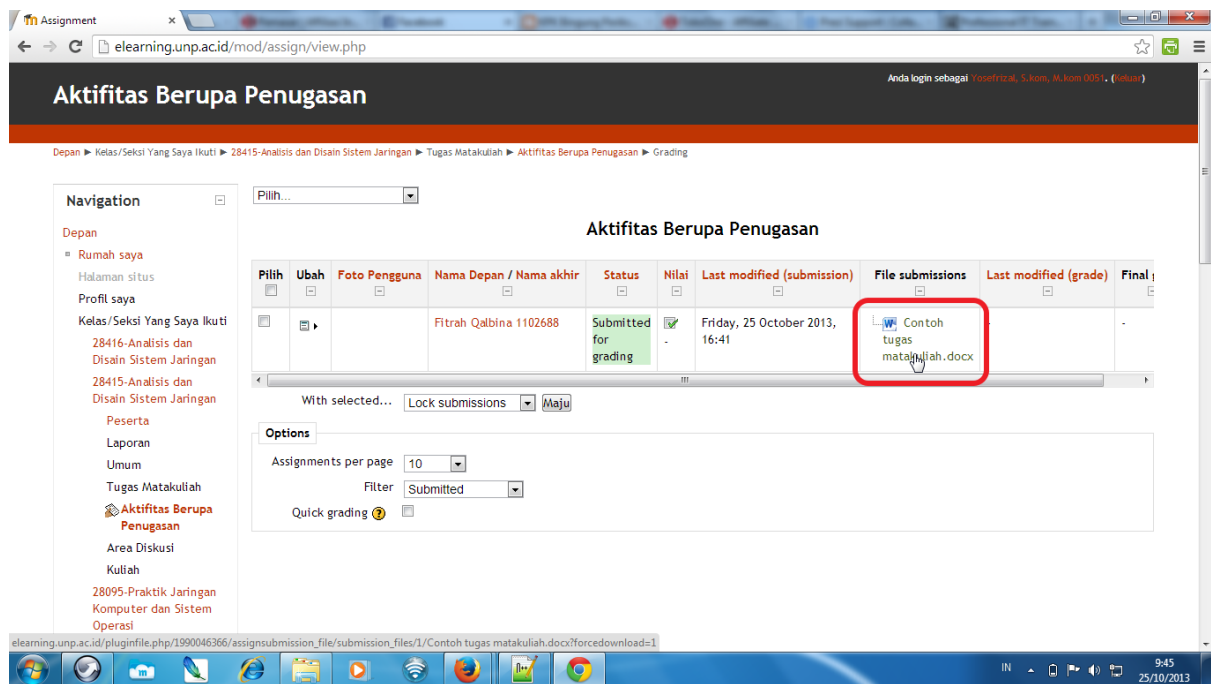 Assignment
elearning.unp.ac.id/mod/assign/view.php
Anda login sebagai Yosefrizal, S.kom, M.kom 0051. (Keluar)
Aktifitas Berupa Penugasan
Depan ► Kelas/Seksi Yang Saya Ikuti ► 28415-Analisis dan Disain Sistem Jaringan ► Tugas Matakuliah ► Aktifitas Berupa Penugasan ► Grading
Navigation
Depan
Rumah saya
Halaman situs
Profil saya
Kelas/Seksi Yang Saya Ikuti
28416-Analisis dan
Disain Sistem Jaringan
28415-Analisis dan
Disain Sistem Jaringan
Peserta
Laporan
Umum
Tugas Matakuliah
Aktifitas Berupa
Penugasan
Area Diskusi
Kuliah
28095-Praktik Jaringan
Komputer dan Sistem
Operasi
Pilih...
Aktifitas Berupa Penugasan
Pilih Ubah Foto Pengguna Nama Depan / Nama akhir Status Nilai Last modified (submission) File submissions Last modified (grade) Final
Fitrah Qalbina 1102688
Submitted
for
grading
-
Friday, 25 October 2013,
16:41
Contoh
tugas
matakuliah.docx
-
-
With selected... Lock submissions Maju
Options
Assignments per page 10
Filter Submitted
Quick grading
elearning.unp.ac.id/pluginfile.php/1990046366/assignsubmission_file/submission_files/1/Contoh tugas matakuliah.docx?forcedownload=1
IN
9:45
25/10/2013